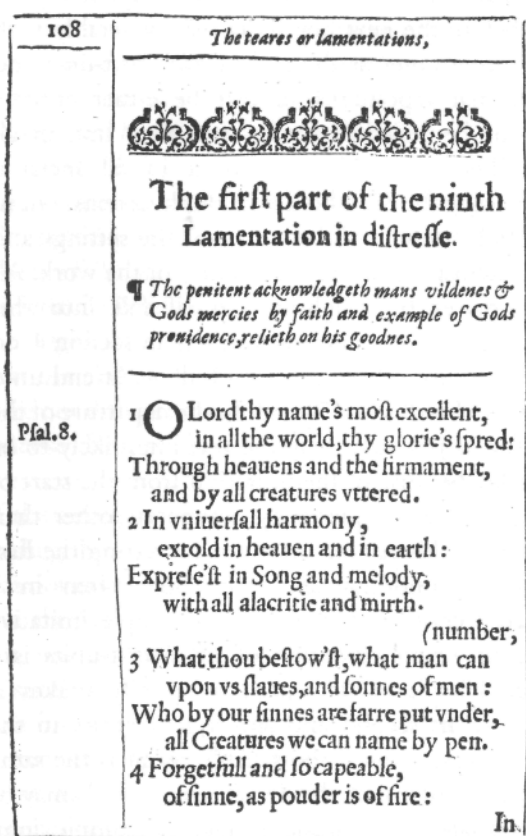 108
The teares or lamentations,
The firſt part of the ninth
Lamentation in diſtreſſe.
¶ The penitent acknowledgeth mans vildenes &
Gods mercies by faith and example of Gods
prouidence, relieth on his goodnes.
Pſal. 8.
1 O Lord thy name's moſt excellent,
in all the world, thy glorie's ſpred:
Through heauens and the firmament,
and by all creatures vttered.
2 In vniuerſall harmony,
extold in heauen and in earth:
Expreſe'ſt in Song and melody,
with all alacritie and mirth.
(number,
3 What thou beſtow'ſt, what man can
vpon vs ſlaues, and ſonnes of men:
Who by our ſinnes are farre put vnder,
all Creatures we can name by pen.
4 Forgetfull and ſo capeable,
of ſinne, as pouder is of fire:
In